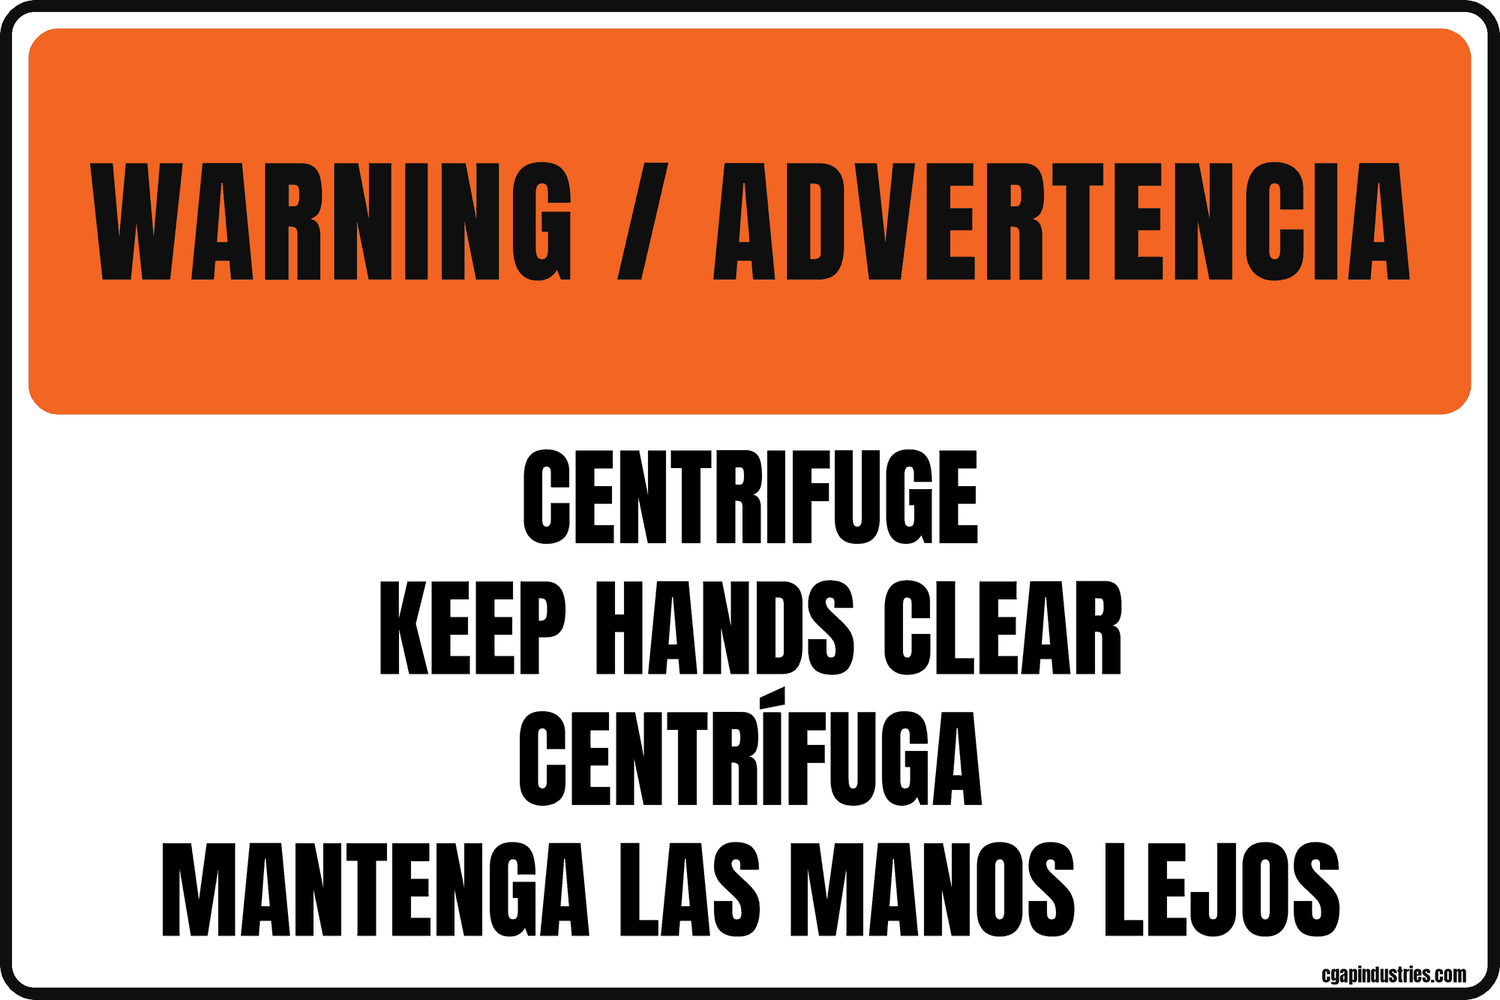 WARNING / ADVERTENCIA
CENTRIFUGE
KEEP HANDS CLEAR
CENTRÍFUGA
MANTENGA LAS MANOS LEJOS
cgapindustries.com